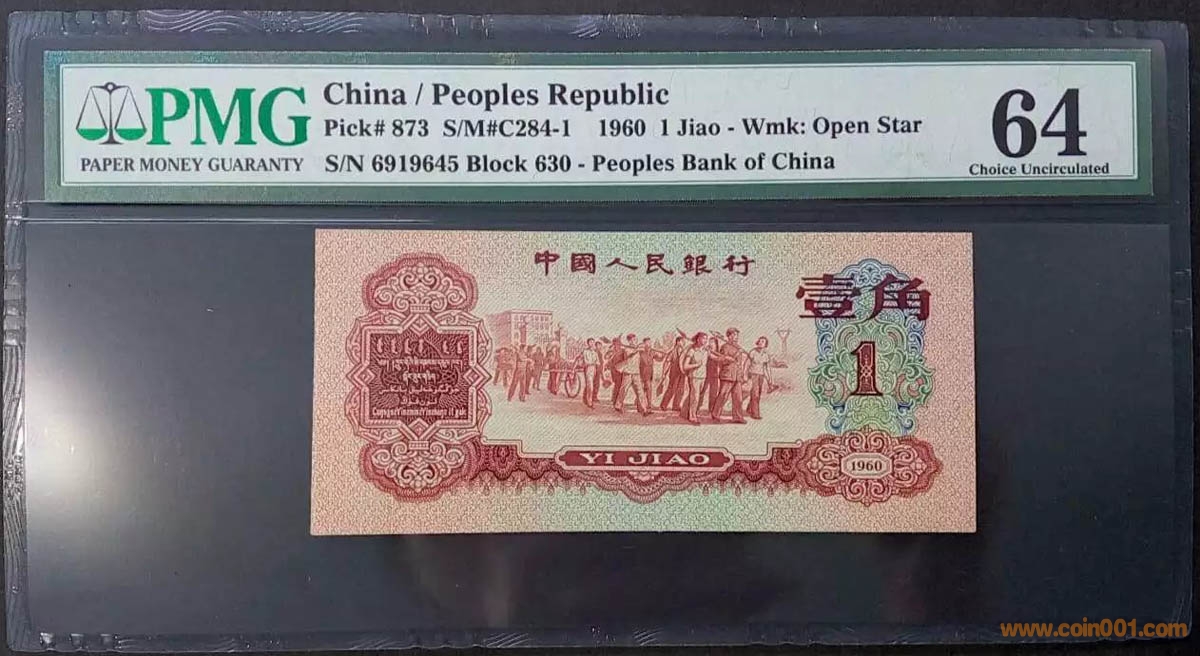 PMG
PAPER MONEY GUARANTY
China / Peoples Republic
Pick# 873 S/M#C284-1 1960 1 Jiao - Wmk: Open Star
S/N 6919645 Block 630 - Peoples Bank of China
64
Choice Uncirculated
中國人民銀行
壹角
1
YI JIAO
1960
www.coin001.com